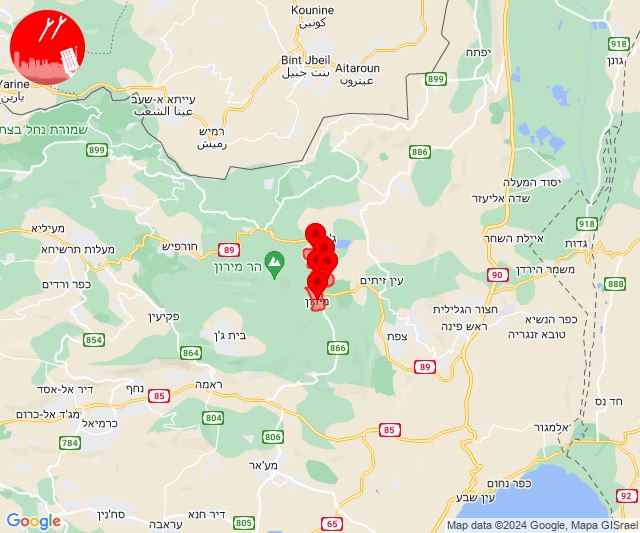 Kounine
كونين
918
גונן
יפתח
Bint Jbeil
بنت جبيل
Aitaroun
عيترون
899
Yarine
يارين
עייתא א-שעב
عيتا الشعب
רמיש
رميش
שמורת נחל בצת
899
886
יסוד המעלה
שדה אליעזר
918
מעיליא
מעלות תרשיחא
חורפיש
89
הר מירון
איילת השחר
גדות
90
משמר הירדן
888
עין זיתים
כפר ורדים
מירון
חצור הגלילית
ראש פינה
כפר הנשיא
טובא זנגריה
פקיעין
בית ג'ן
צפת
854
864
866
89
דיר אל-אסד
נחף
ראמה
85
חד נס
מג'ד אל-כרום
כרמיאל
804
85
אלמגור
784
806
מע'אר
כפר נחום
עין שבע
92
סח'נין
עראבה
דיר חנא
805
65
Google
Map data ©2024 Google, Mapa GISrael